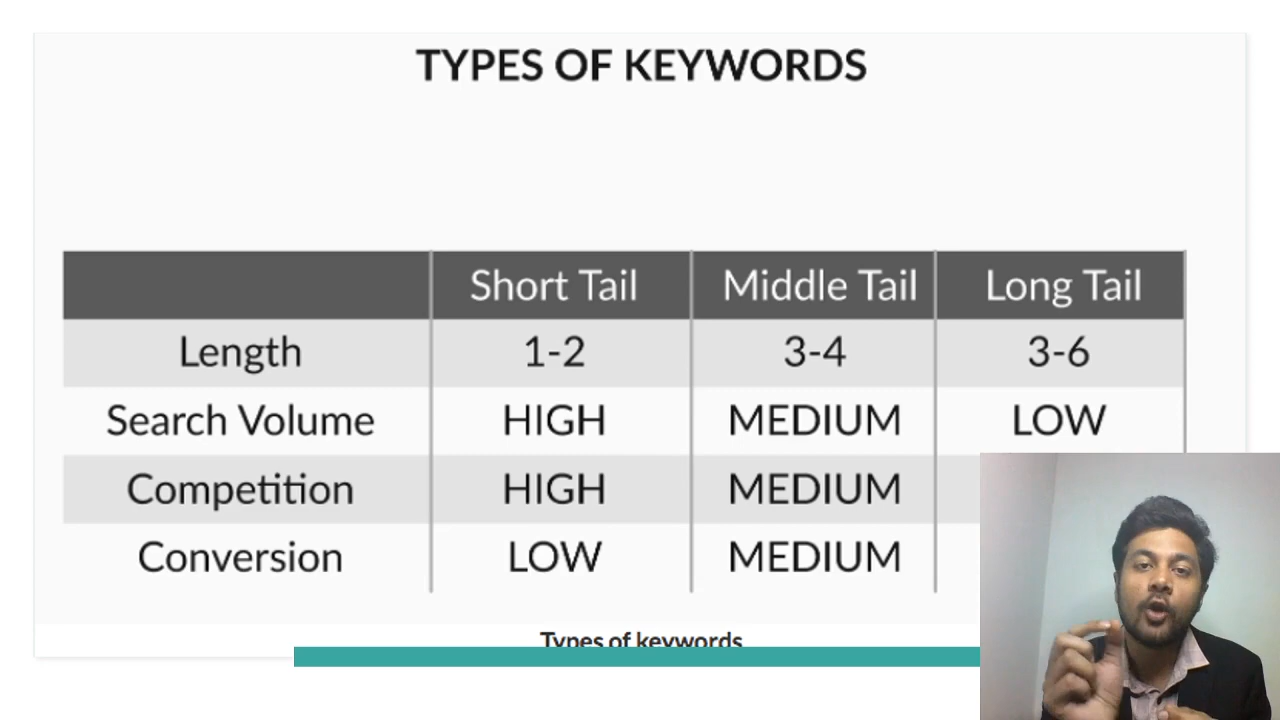 TYPES OF KEYWORDS
Short Tail Middle Tail Long Tail
Length 1-2 3-4 3-6
Search Volume HIGH MEDIUM LOW
Competition HIGH MEDIUM
Conversion LOW MEDIUM
Types of keywords